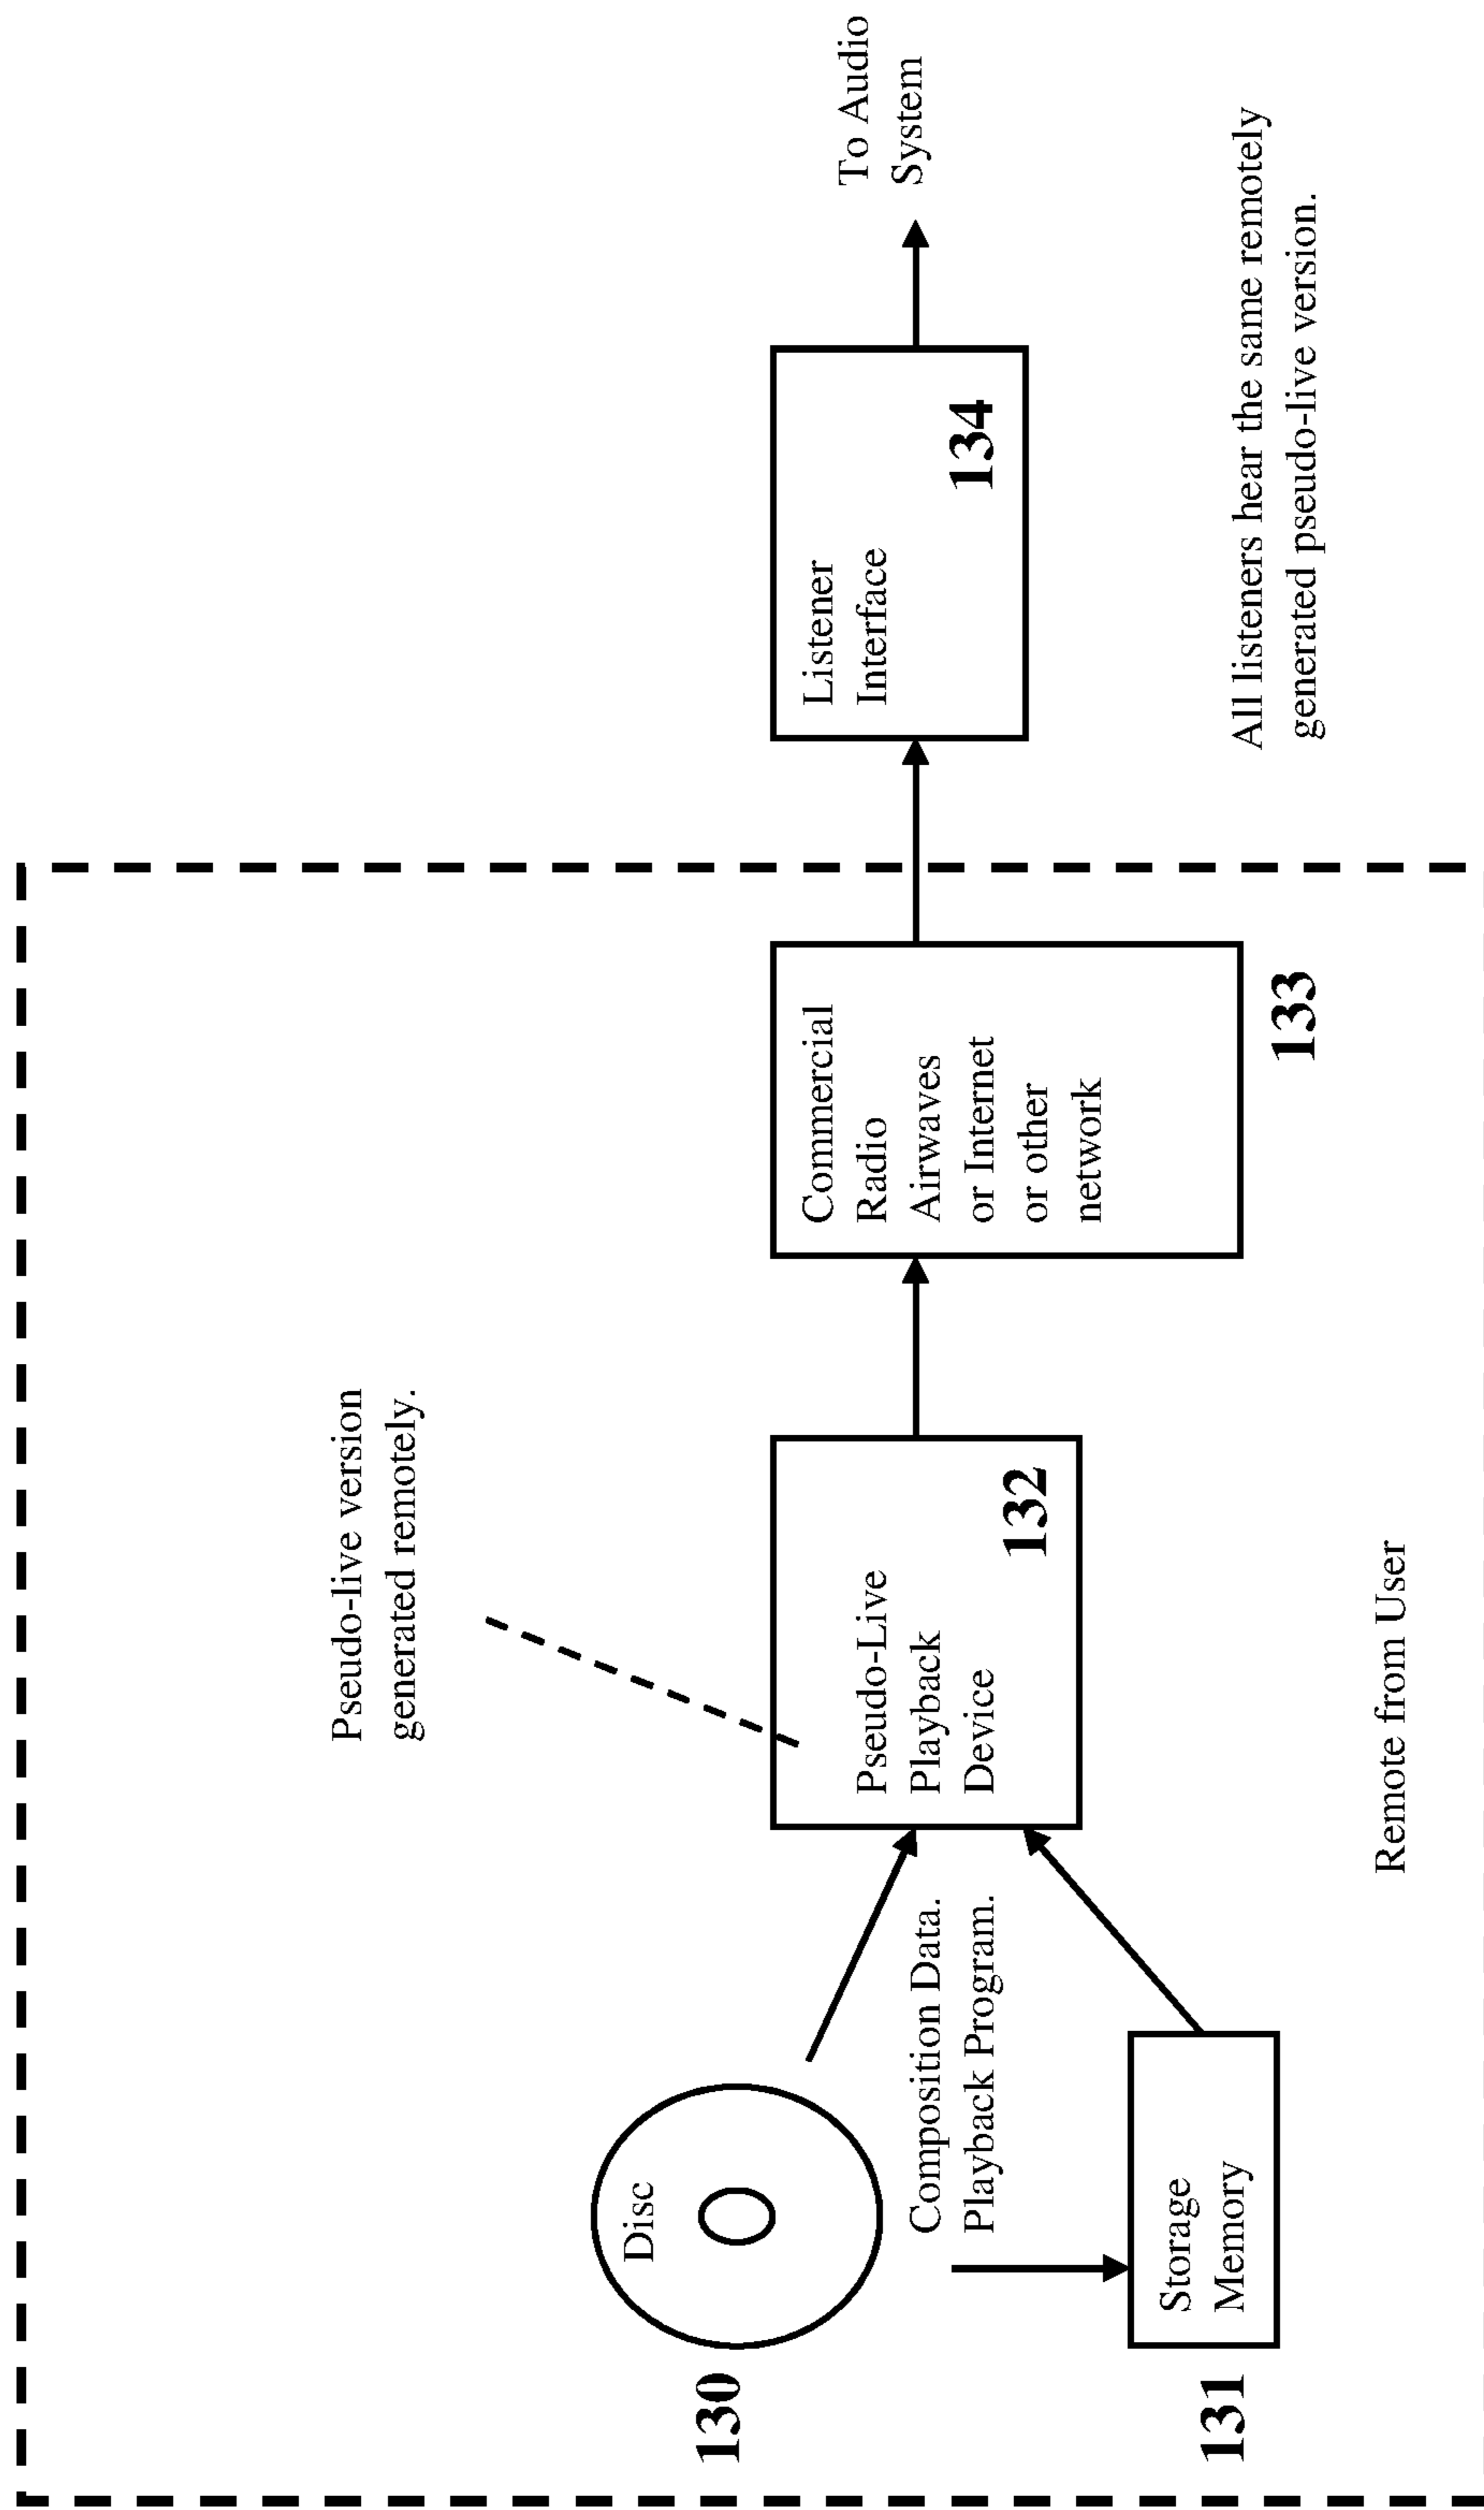 Pseudo-live version
generated remotely.
Disc
130
Composition Data.
Playback Program.
Storage
Memory
131
Pseudo-Live
Playback
Device
132
Commercial
Radio
Airwaves
or Internet
or other
network
133
Listener
Interface
134
To Audio
System
Remote from User
All listeners hear the same remotely
generated pseudo-live version.